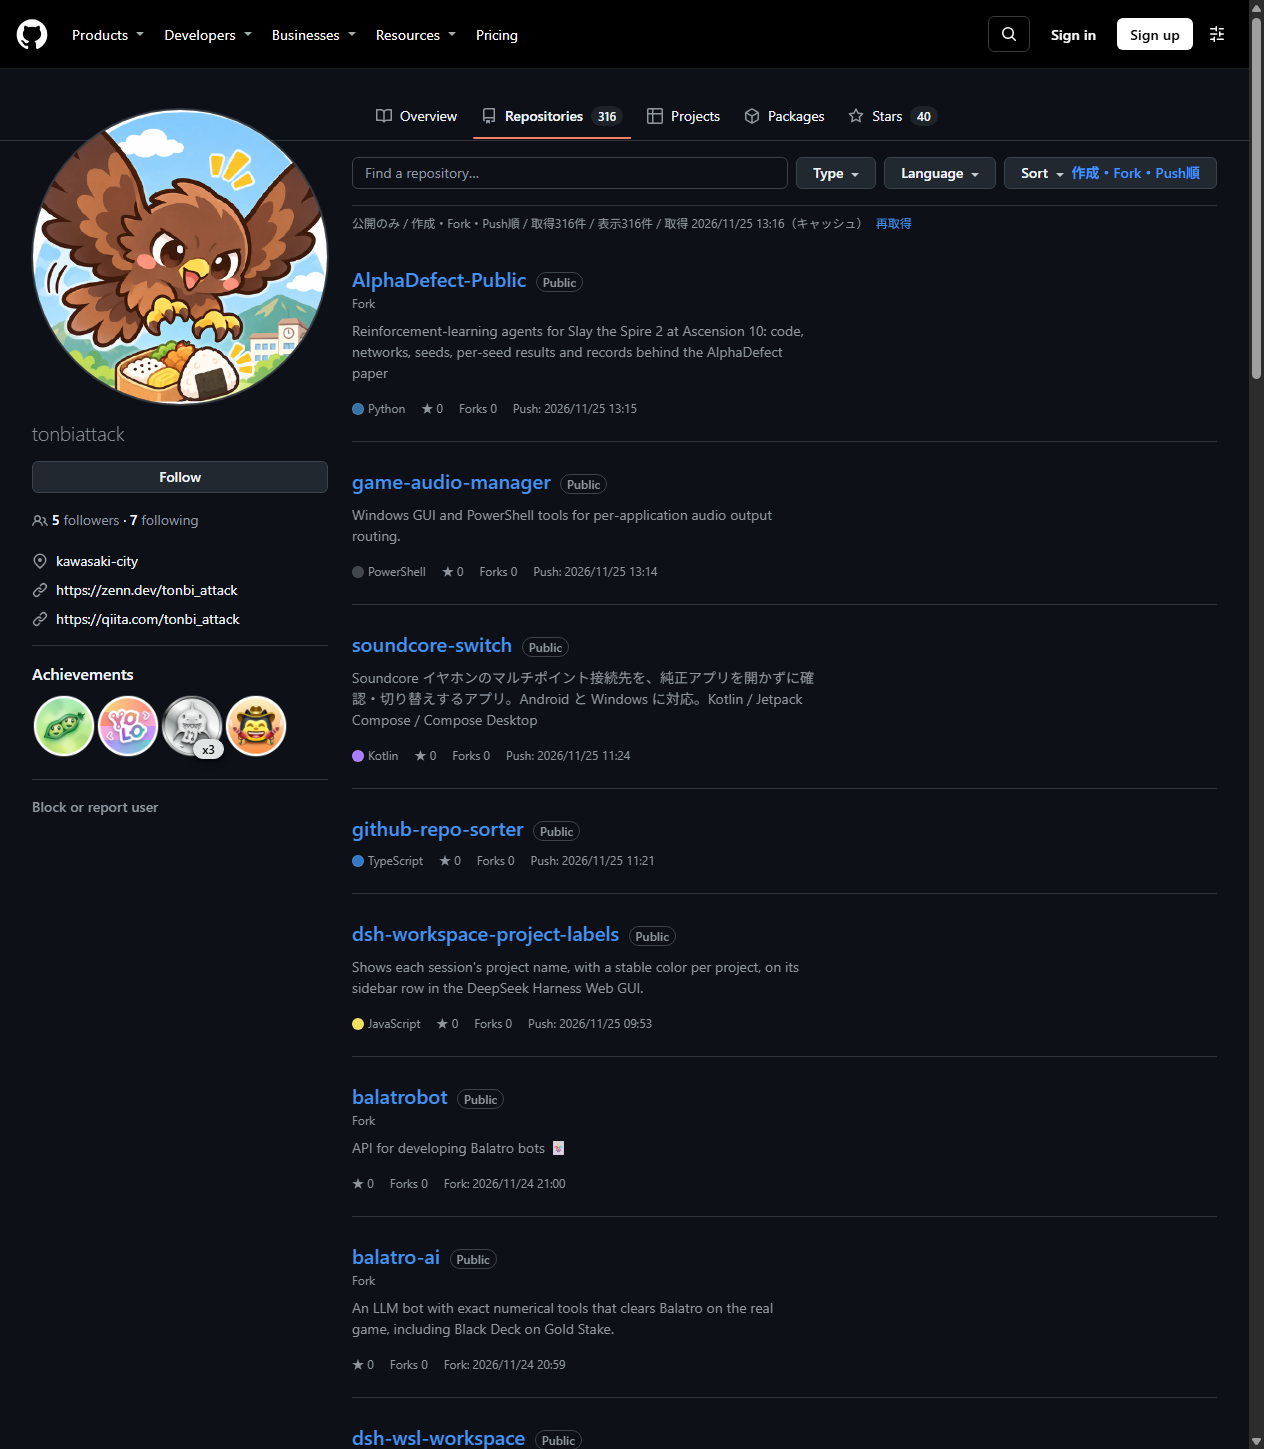 Products Developers Businesses Resources Pricing Sign in Sign up
Overview Repositories 316 Projects Packages Stars 40
Find a repository... Type Language Sort 作成・Fork・Push順
公開のみ / 作成・Fork・Push順 / 取得316件 / 表示316件 / 取得 2026/11/25 13:16（キャッシュ） 再取得
tonbiattack
Follow
5 followers · 7 following
kawasaki-city
https://zenn.dev/tonbi_attack
https://qiita.com/tonbi_attack
Achievements
YOLO
x3
Block or report user
AlphaDefect-Public Public
Fork
Reinforcement-learning agents for Slay the Spire 2 at Ascension 10: code,
networks, seeds, per-seed results and records behind the AlphaDefect
paper
Python ★ 0 Forks 0 Push: 2026/11/25 13:15
game-audio-manager Public
Windows GUI and PowerShell tools for per-application audio output
routing.
PowerShell ★ 0 Forks 0 Push: 2026/11/25 13:14
soundcore-switch Public
Soundcore イヤホンのマルチポイント接続先を、純正アプリを開かずに確
認・切り替えするアプリ。Android と Windows に対応。Kotlin / Jetpack
Compose / Compose Desktop
Kotlin ★ 0 Forks 0 Push: 2026/11/25 11:24
github-repo-sorter Public
TypeScript ★ 0 Forks 0 Push: 2026/11/25 11:21
dsh-workspace-project-labels Public
Shows each session's project name, with a stable color per project, on its
sidebar row in the DeepSeek Harness Web GUI.
JavaScript ★ 0 Forks 0 Push: 2026/11/25 09:53
balatrobot Public
Fork
API for developing Balatro bots 🃏
★ 0 Forks 0 Fork: 2026/11/24 21:00
balatro-ai Public
Fork
An LLM bot with exact numerical tools that clears Balatro on the real
game, including Black Deck on Gold Stake.
★ 0 Forks 0 Fork: 2026/11/24 20:59
dsh-wsl-workspace Public